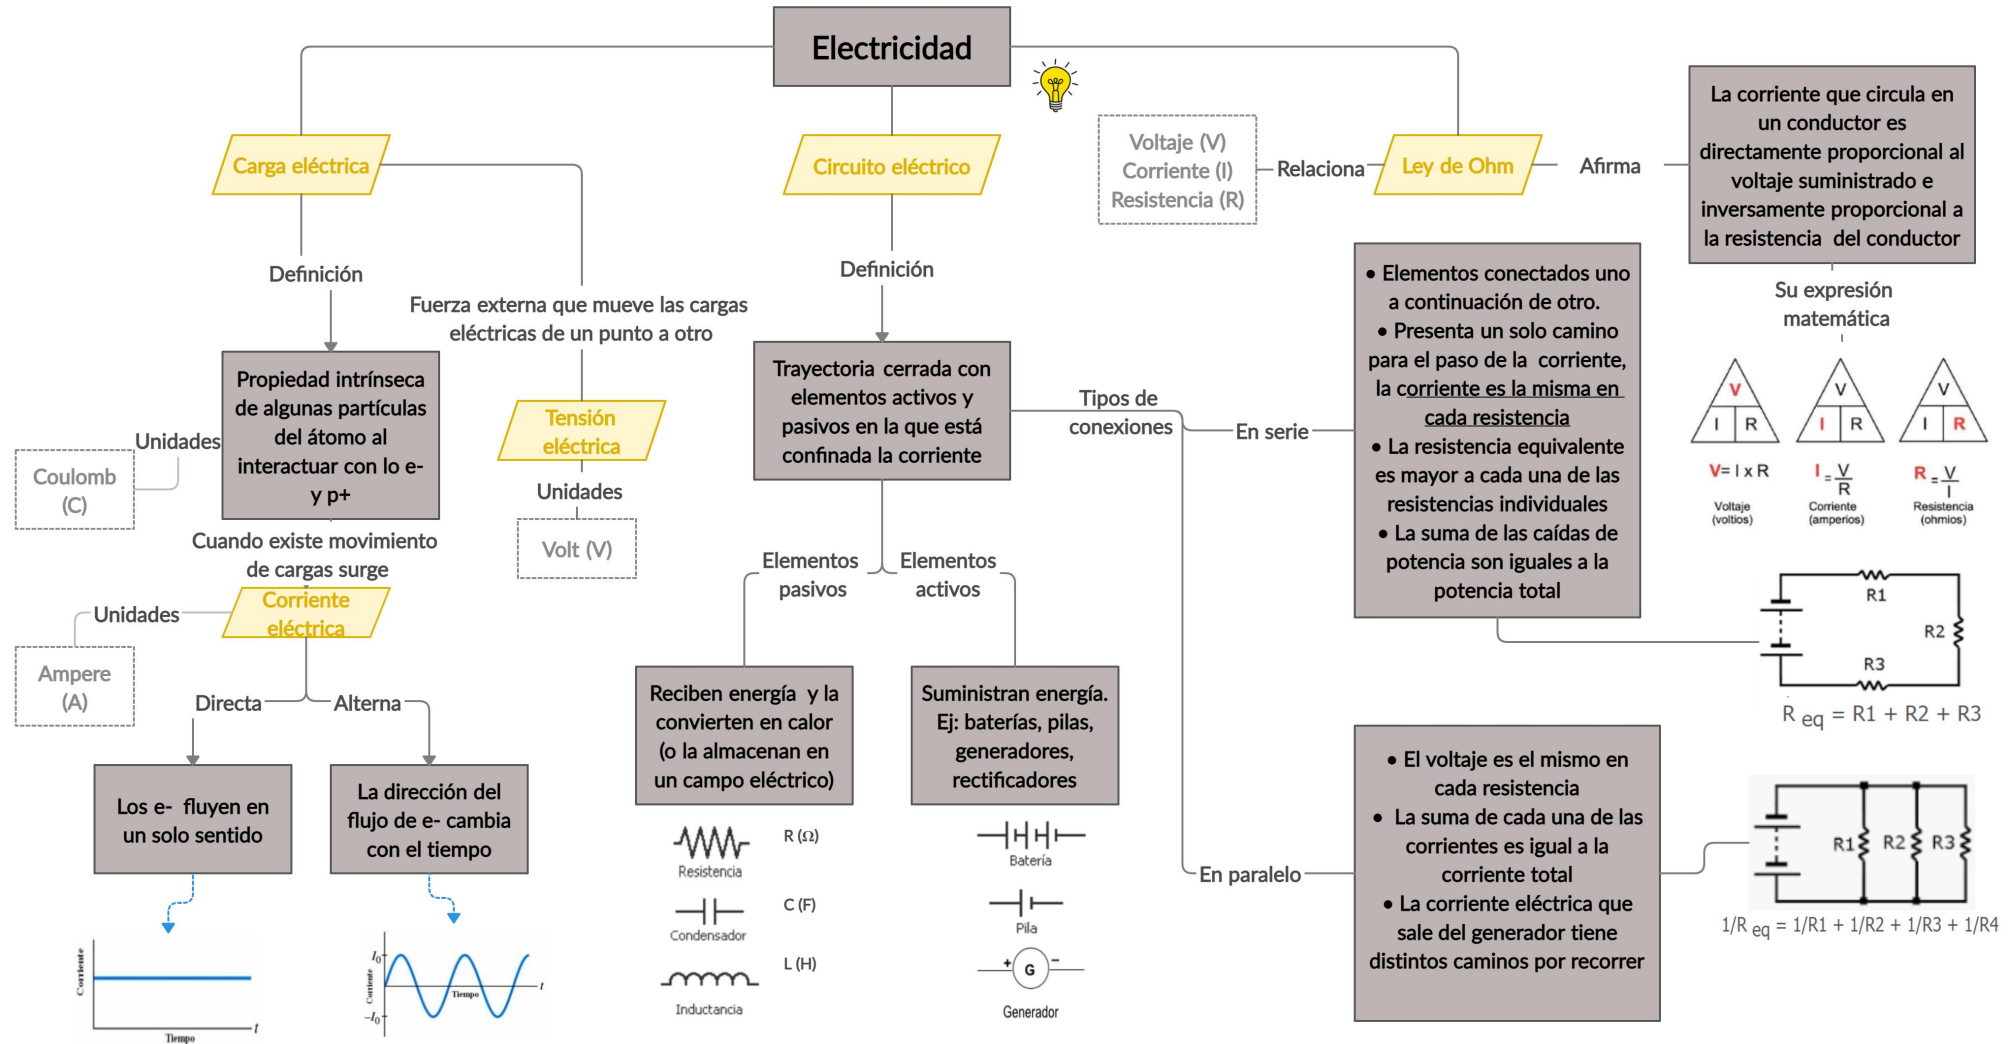 Electricidad
Carga eléctrica
Definición
Propiedad intrínseca
de algunas partículas
del átomo al
interactuar con lo e-
y p+
Unidades
Coulomb
(C)
Cuando existe movimiento
de cargas surge
Corriente
eléctrica
Unidades
Ampere
(A)
Directa
Alterna
Los e- fluyen en
un solo sentido
La dirección del
flujo de e- cambia
con el tiempo
Corriente
t
Tiempo
I₀
Corriente
Tiempo
t
–I₀
Fuerza externa que mueve las cargas
eléctricas de un punto a otro
Tensión
eléctrica
Unidades
Volt (V)
Circuito eléctrico
Definición
Trayectoria cerrada con
elementos activos y
pasivos en la que está
confinada la corriente
Elementos
pasivos
Elementos
activos
Reciben energía y la
convierten en calor
(o la almacenan en
un campo eléctrico)
R (Ω)
Resistencia
C (F)
Condensador
L (H)
Inductancia
Suministran energía.
Ej: baterías, pilas,
generadores,
rectificadores
Batería
Pila
+ G –
Generador
Tipos de
conexiones
En serie
• Elementos conectados uno
a continuación de otro.
• Presenta un solo camino
para el paso de la corriente,
la corriente es la misma en
cada resistencia
• La resistencia equivalente
es mayor a cada una de las
resistencias individuales
• La suma de las caídas de
potencia son iguales a la
potencia total
R1
R2
R3
R eq = R1 + R2 + R3
En paralelo
• El voltaje es el mismo en
cada resistencia
• La suma de cada una de las
corrientes es igual a la
corriente total
• La corriente eléctrica que
sale del generador tiene
distintos caminos por recorrer
R1 R2 R3
1/R eq = 1/R1 + 1/R2 + 1/R3 + 1/R4
Ley de Ohm
Relaciona
Voltaje (V)
Corriente (I)
Resistencia (R)
Afirma
La corriente que circula en
un conductor es
directamente proporcional al
voltaje suministrado e
inversamente proporcional a
la resistencia del conductor
Su expresión
matemática
V
I R
V= I x R
Voltaje
(voltios)
V
I R
I = V
R
Corriente
(amperios)
V
I R
R = V
I
Resistencia
(ohmios)